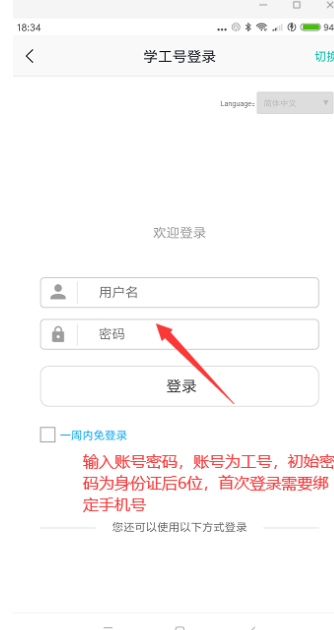 18:34
94
学工号登录
切换
Language: 简体中文
欢迎登录
用户名
密码
登录
一周内免登录
输入账号密码，账号为工号，初始密
码为身份证后6位，首次登录需要绑
定手机号
您还可以使用以下方式登录